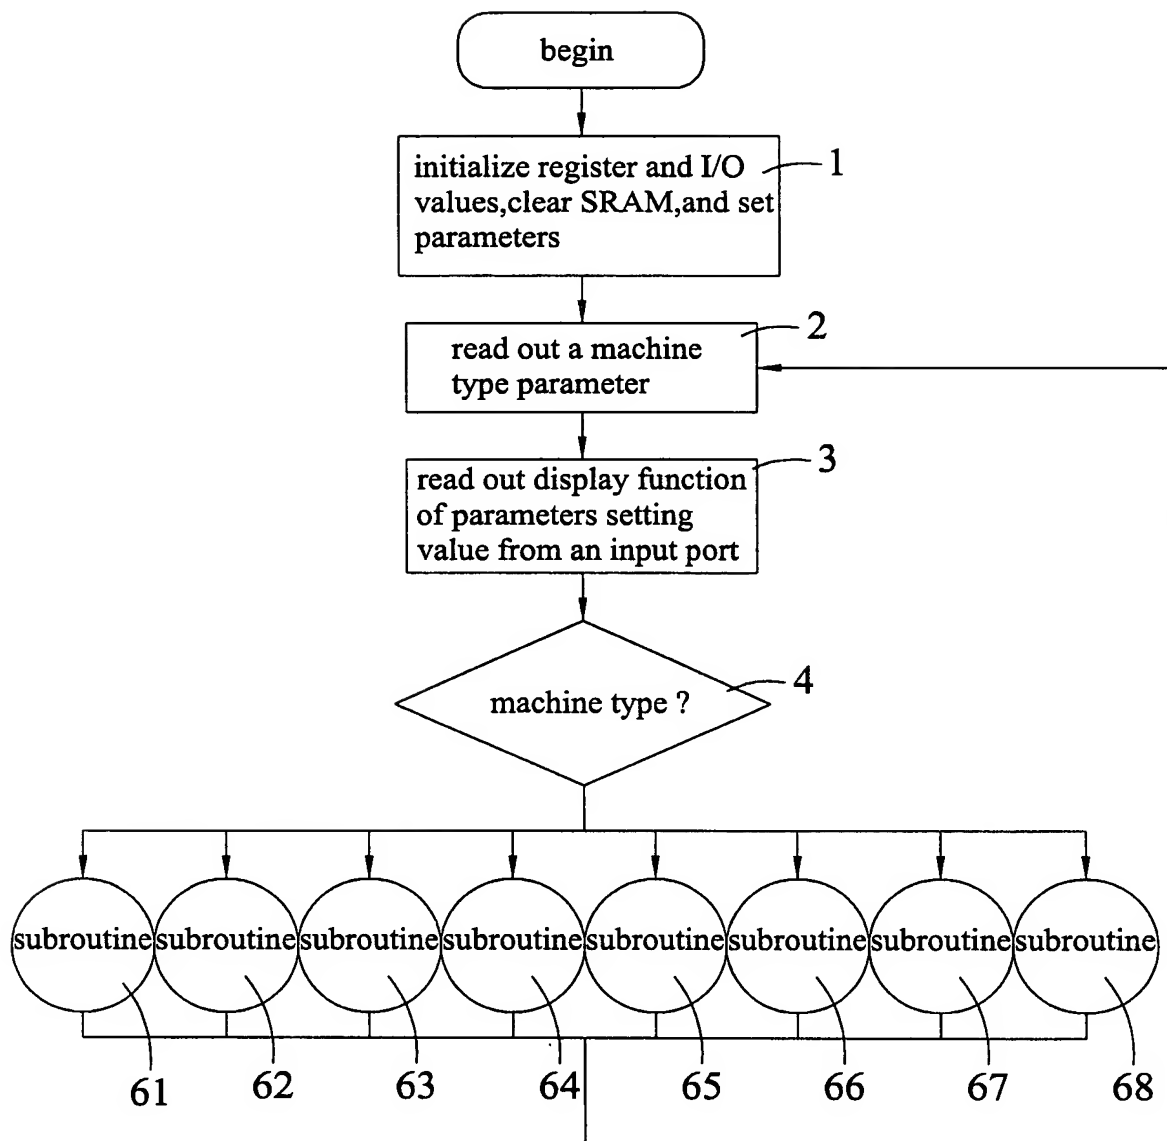 begin
initialize register and I/O
values,clear SRAM,and set
parameters
1
read out a machine
type parameter
2
read out display function
of parameters setting
value from an input port
3
machine type ?
4
subroutine subroutine subroutine subroutine subroutine subroutine subroutine subroutine
61 62 63 64 65 66 67 68